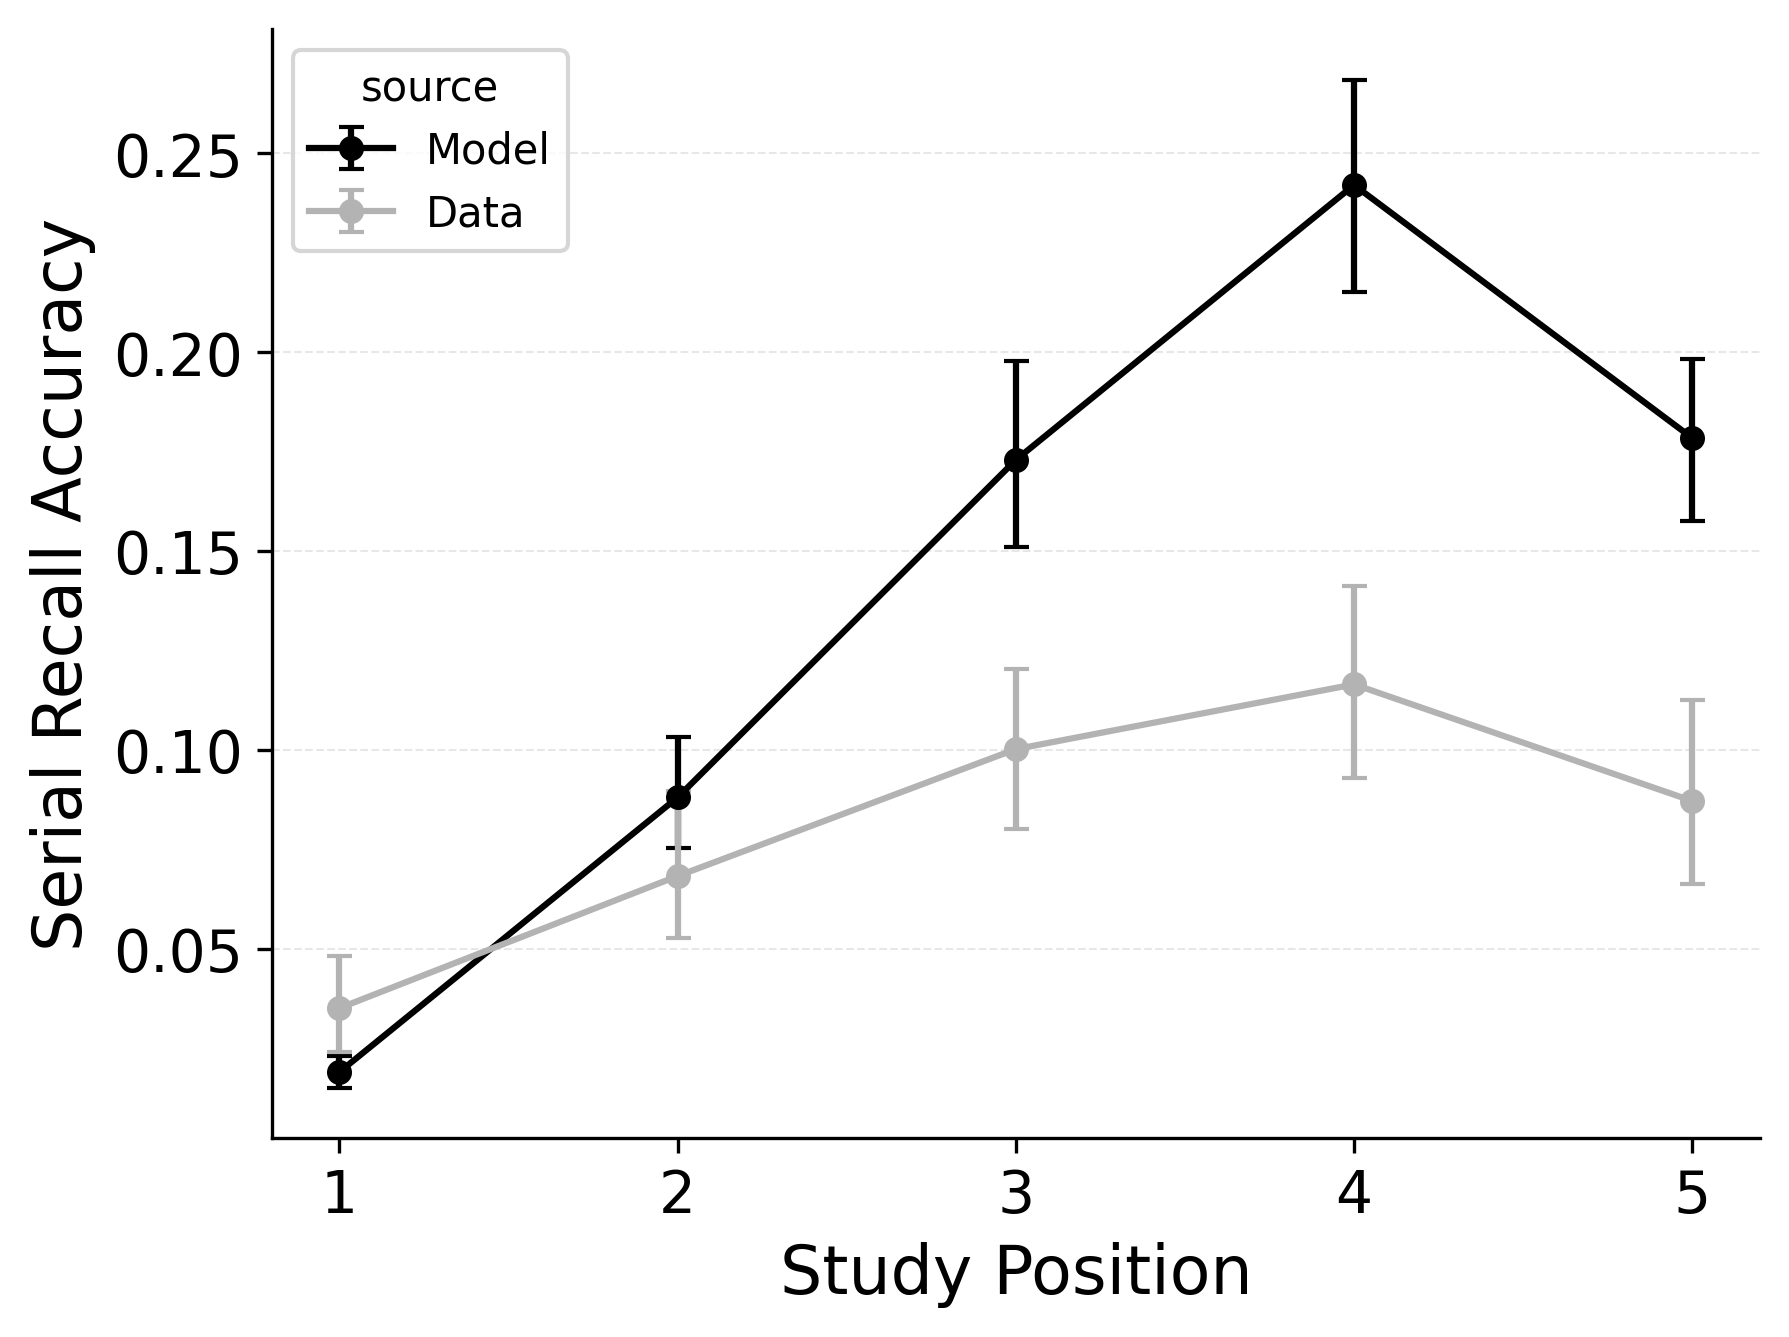 source
Model
Data
0.25
0.20
0.15
0.10
0.05
Serial Recall Accuracy
1 2 3 4 5
Study Position